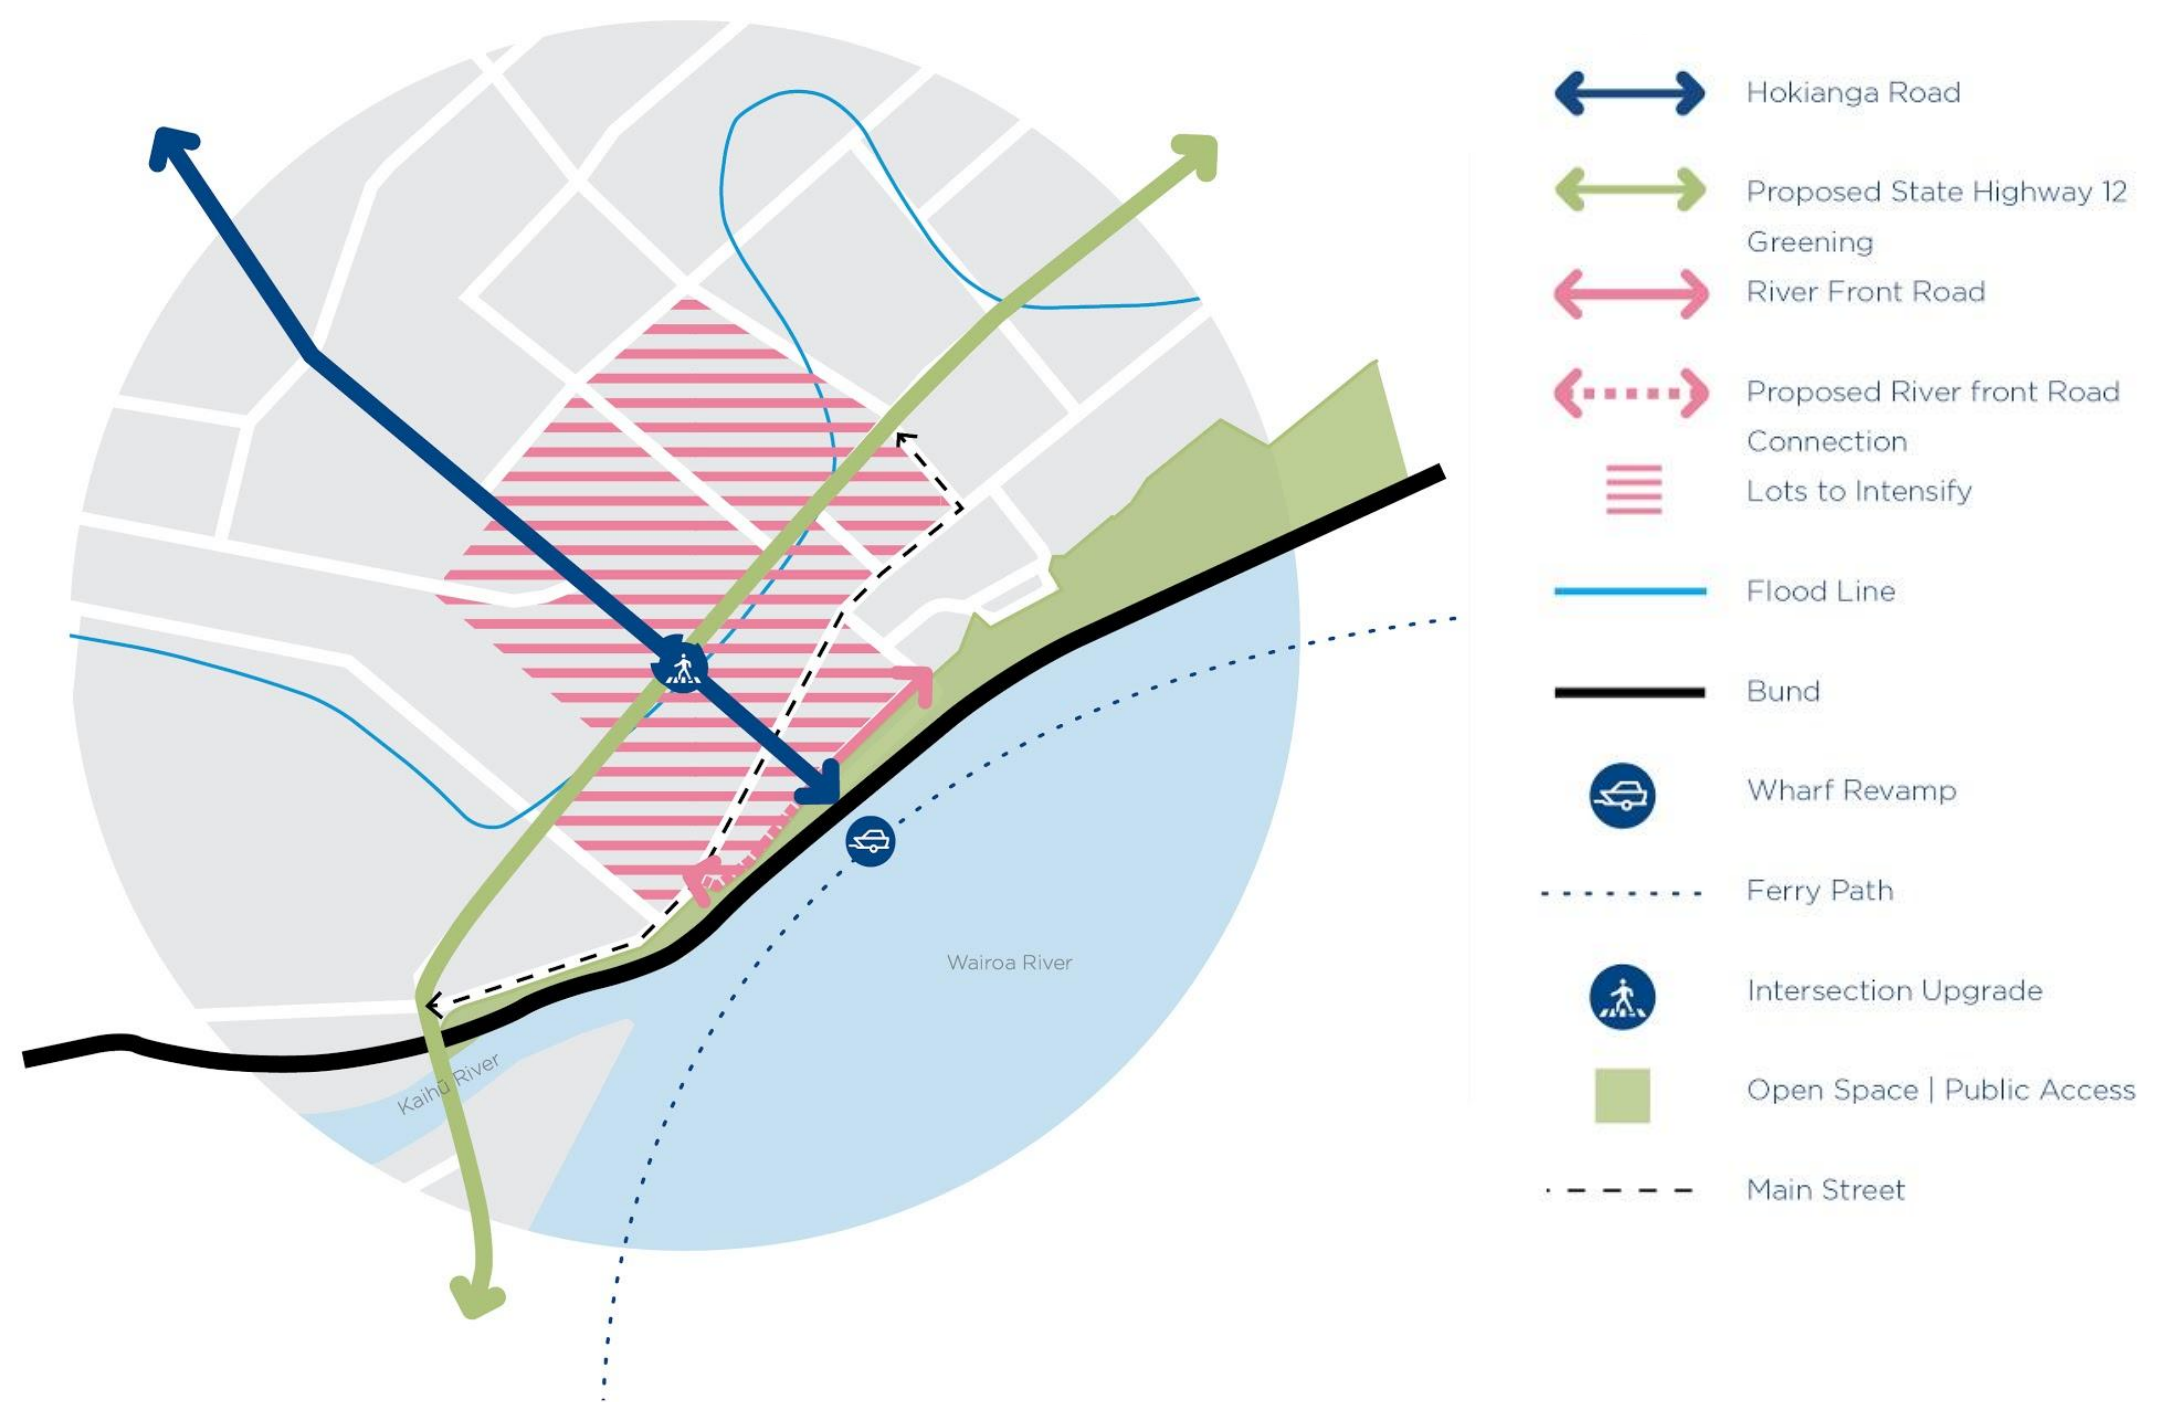 Hokianga Road
Proposed State Highway 12
Greening
River Front Road
Proposed River front Road
Connection
Lots to Intensify
Flood Line
Bund
Wharf Revamp
Ferry Path
Intersection Upgrade
Open Space | Public Access
Main Street
Wairoa River
Kaihū River